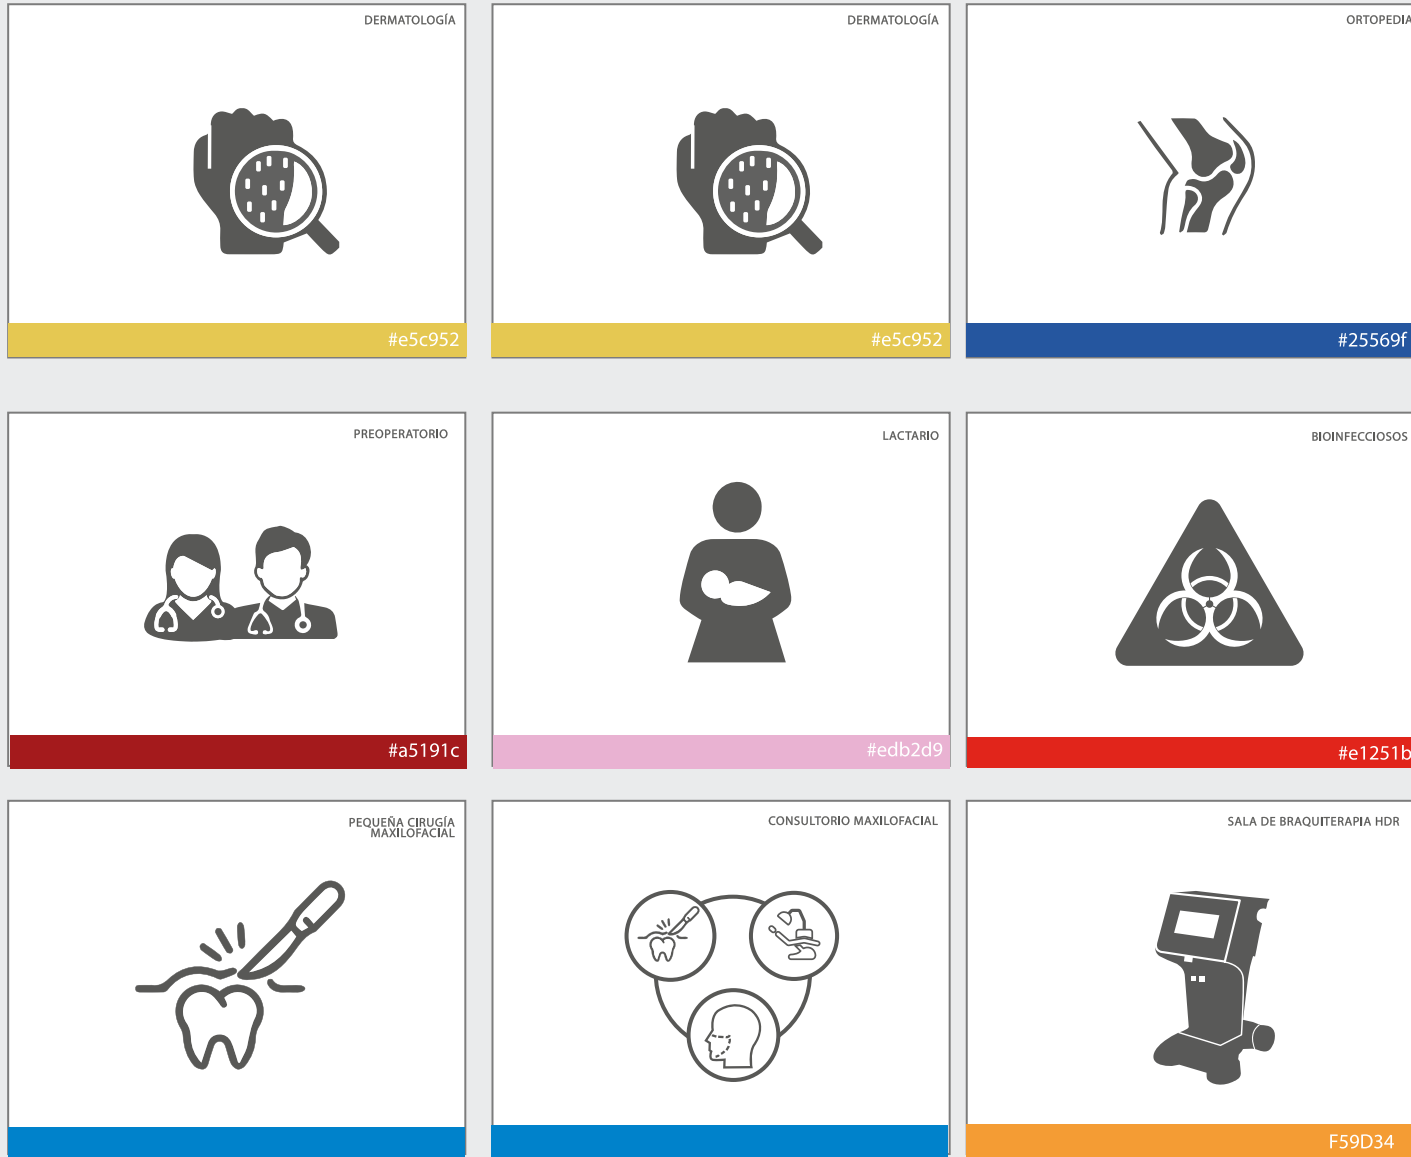 DERMATOLOGÍA
DERMATOLOGÍA
ORTOPEDIA
#e5c952
#e5c952
#25569f
PREOPERATORIO
LACTARIO
BIOINFECCIOSOS
#a5191c
#edb2d9
#e1251b
PEQUEÑA CIRUGÍA
MAXILOFACIAL
CONSULTORIO MAXILOFACIAL
SALA DE BRAQUITERAPIA HDR
F59D34